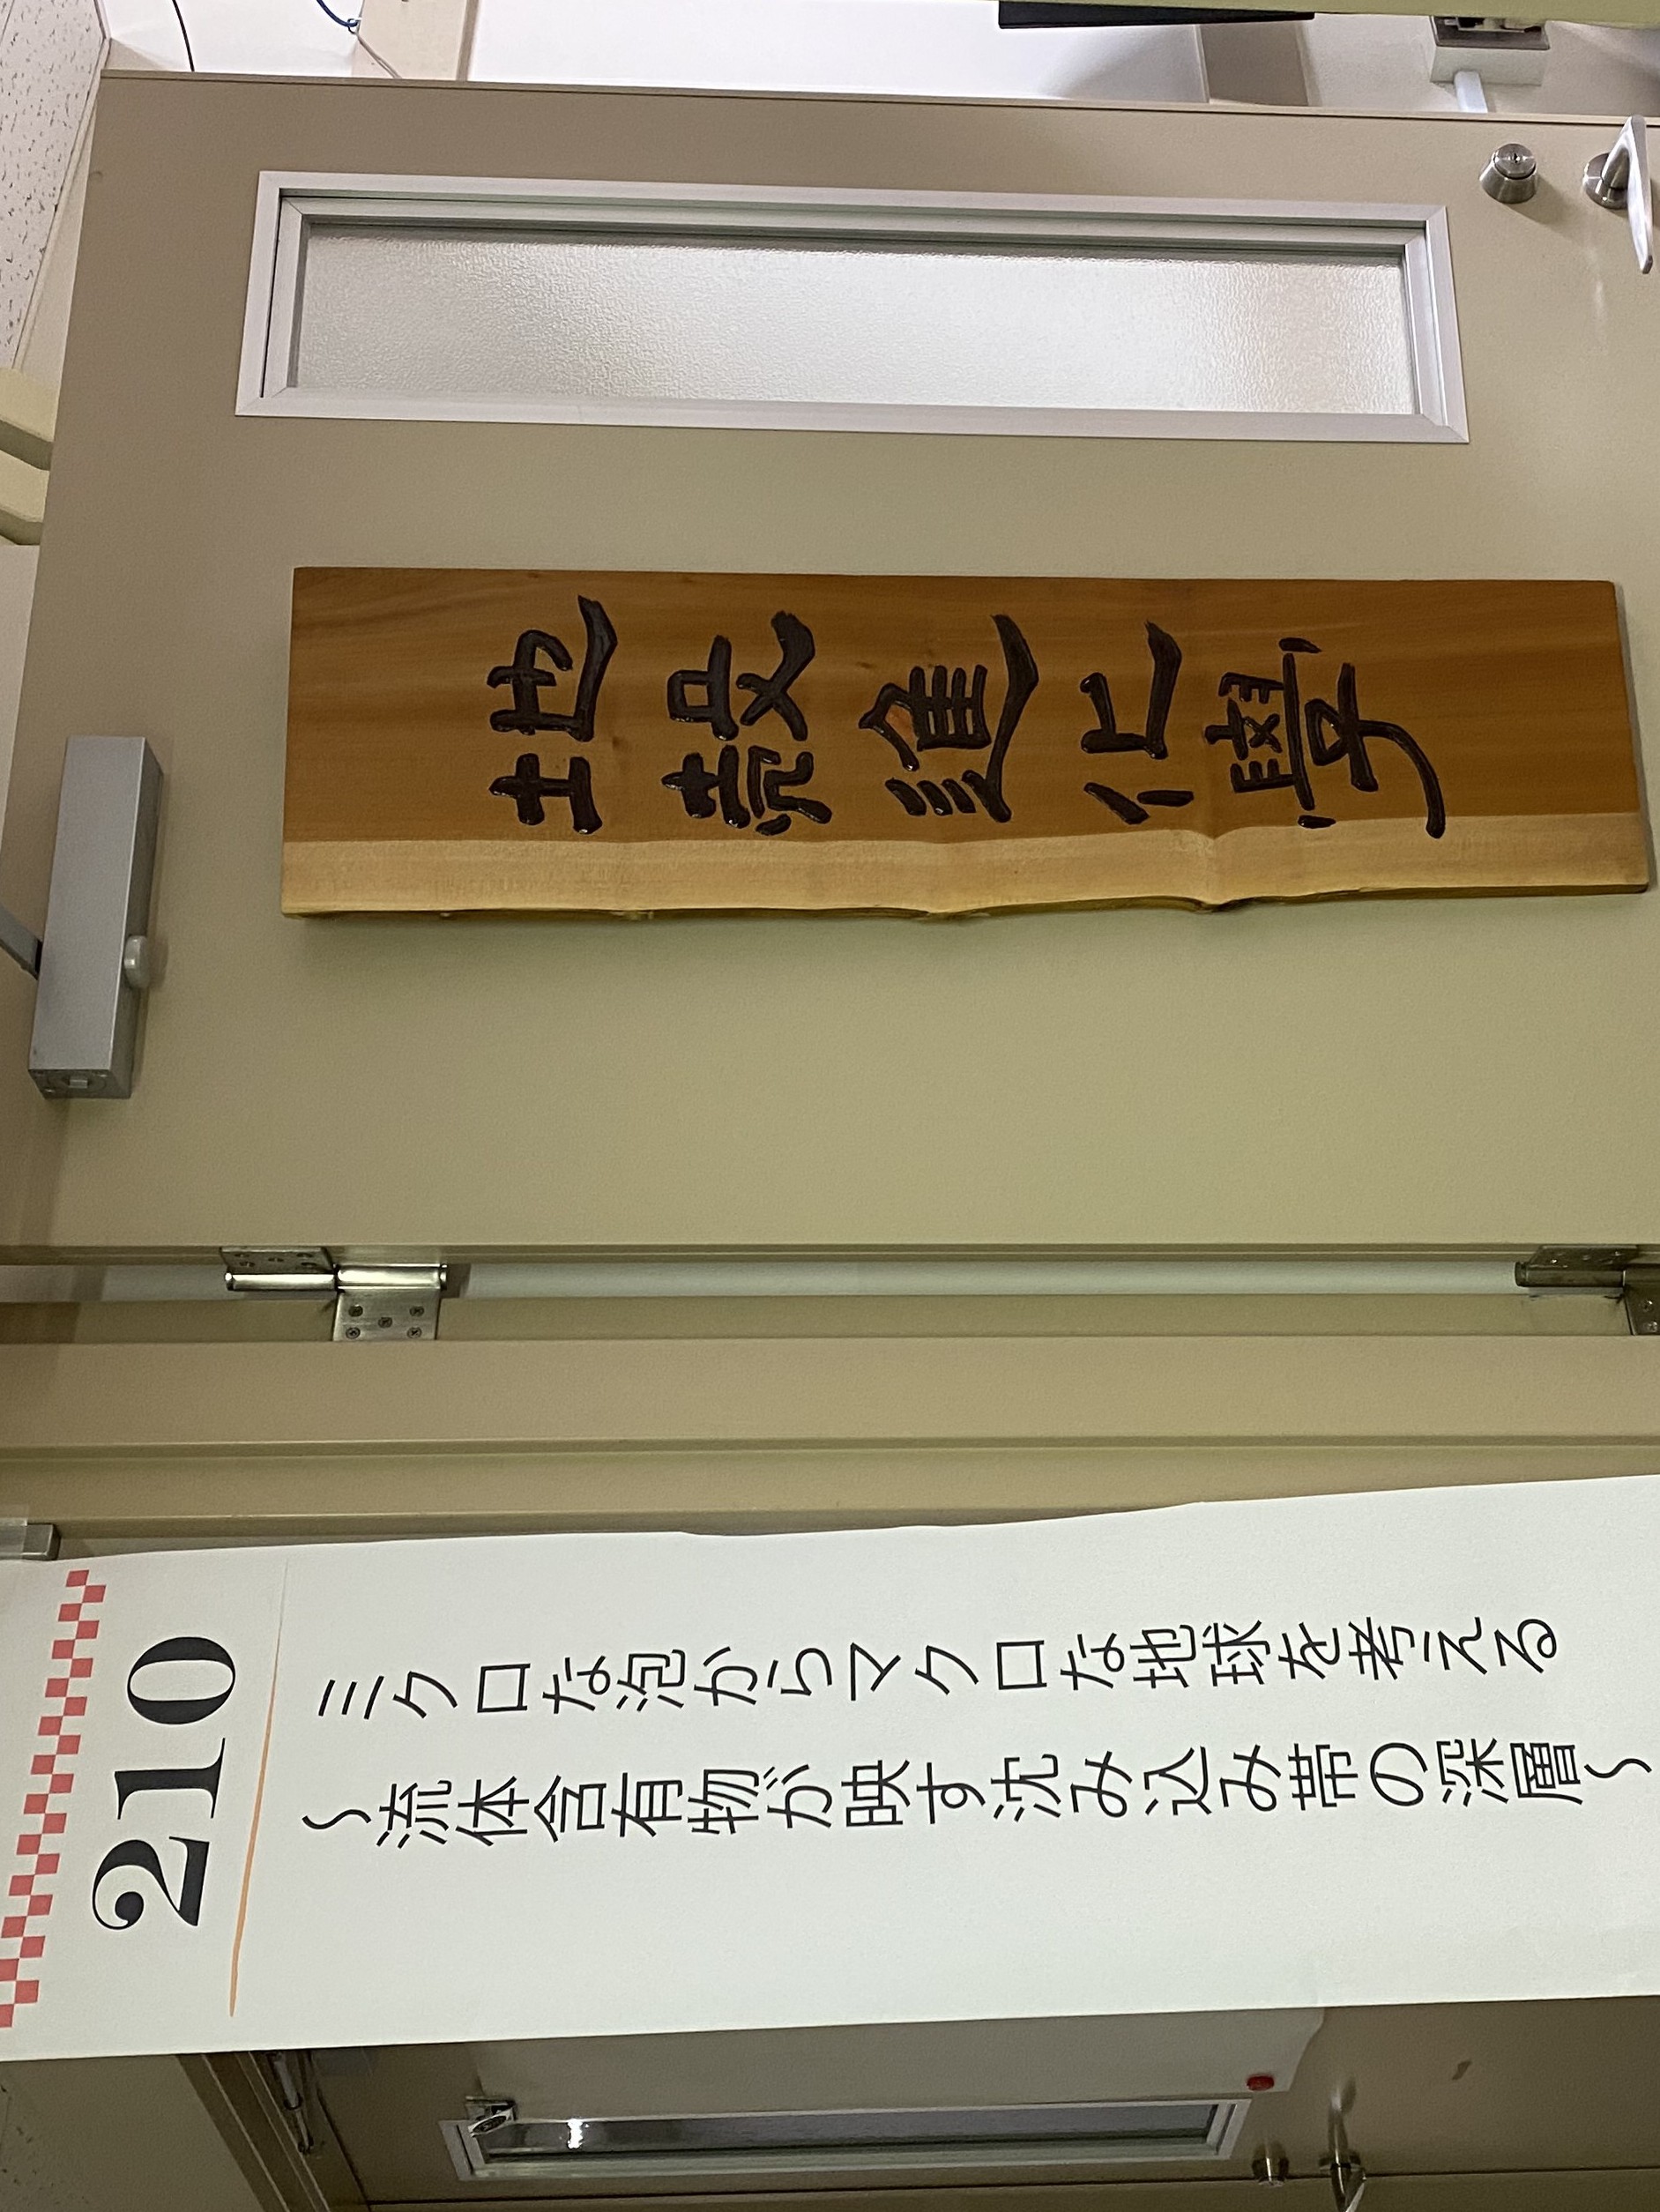 210
ミクロな泡からマクロな地球を考える
～流体含有物が映す沈み込み帯の深層～
地殻進化學